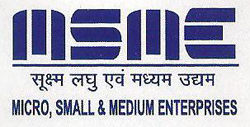 MSME
सूक्ष्म लघु एवं मध्यम उद्यम
MICRO, SMALL & MEDIUM ENTERPRISES